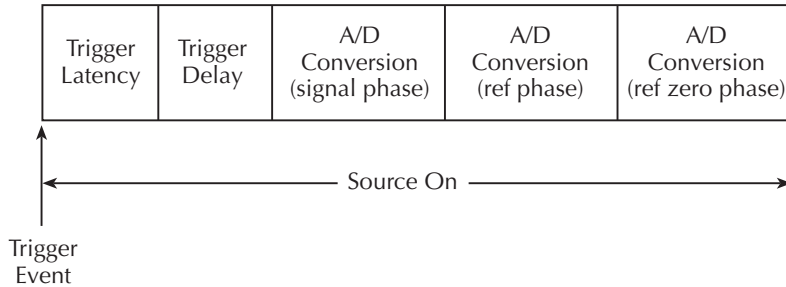 Trigger
Latency
Trigger
Delay
A/D
Conversion
(signal phase)
A/D
Conversion
(ref phase)
A/D
Conversion
(ref zero phase)
Source On
Trigger
Event